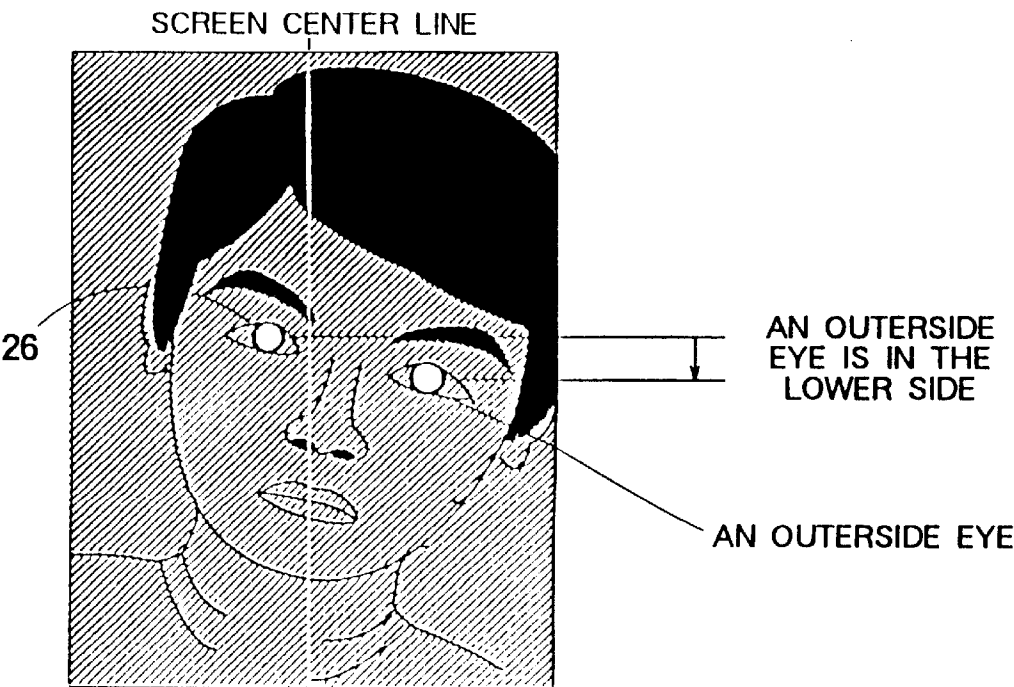 SCREEN CENTER LINE
26
AN OUTERSIDE
EYE IS IN THE
LOWER SIDE
AN OUTERSIDE EYE